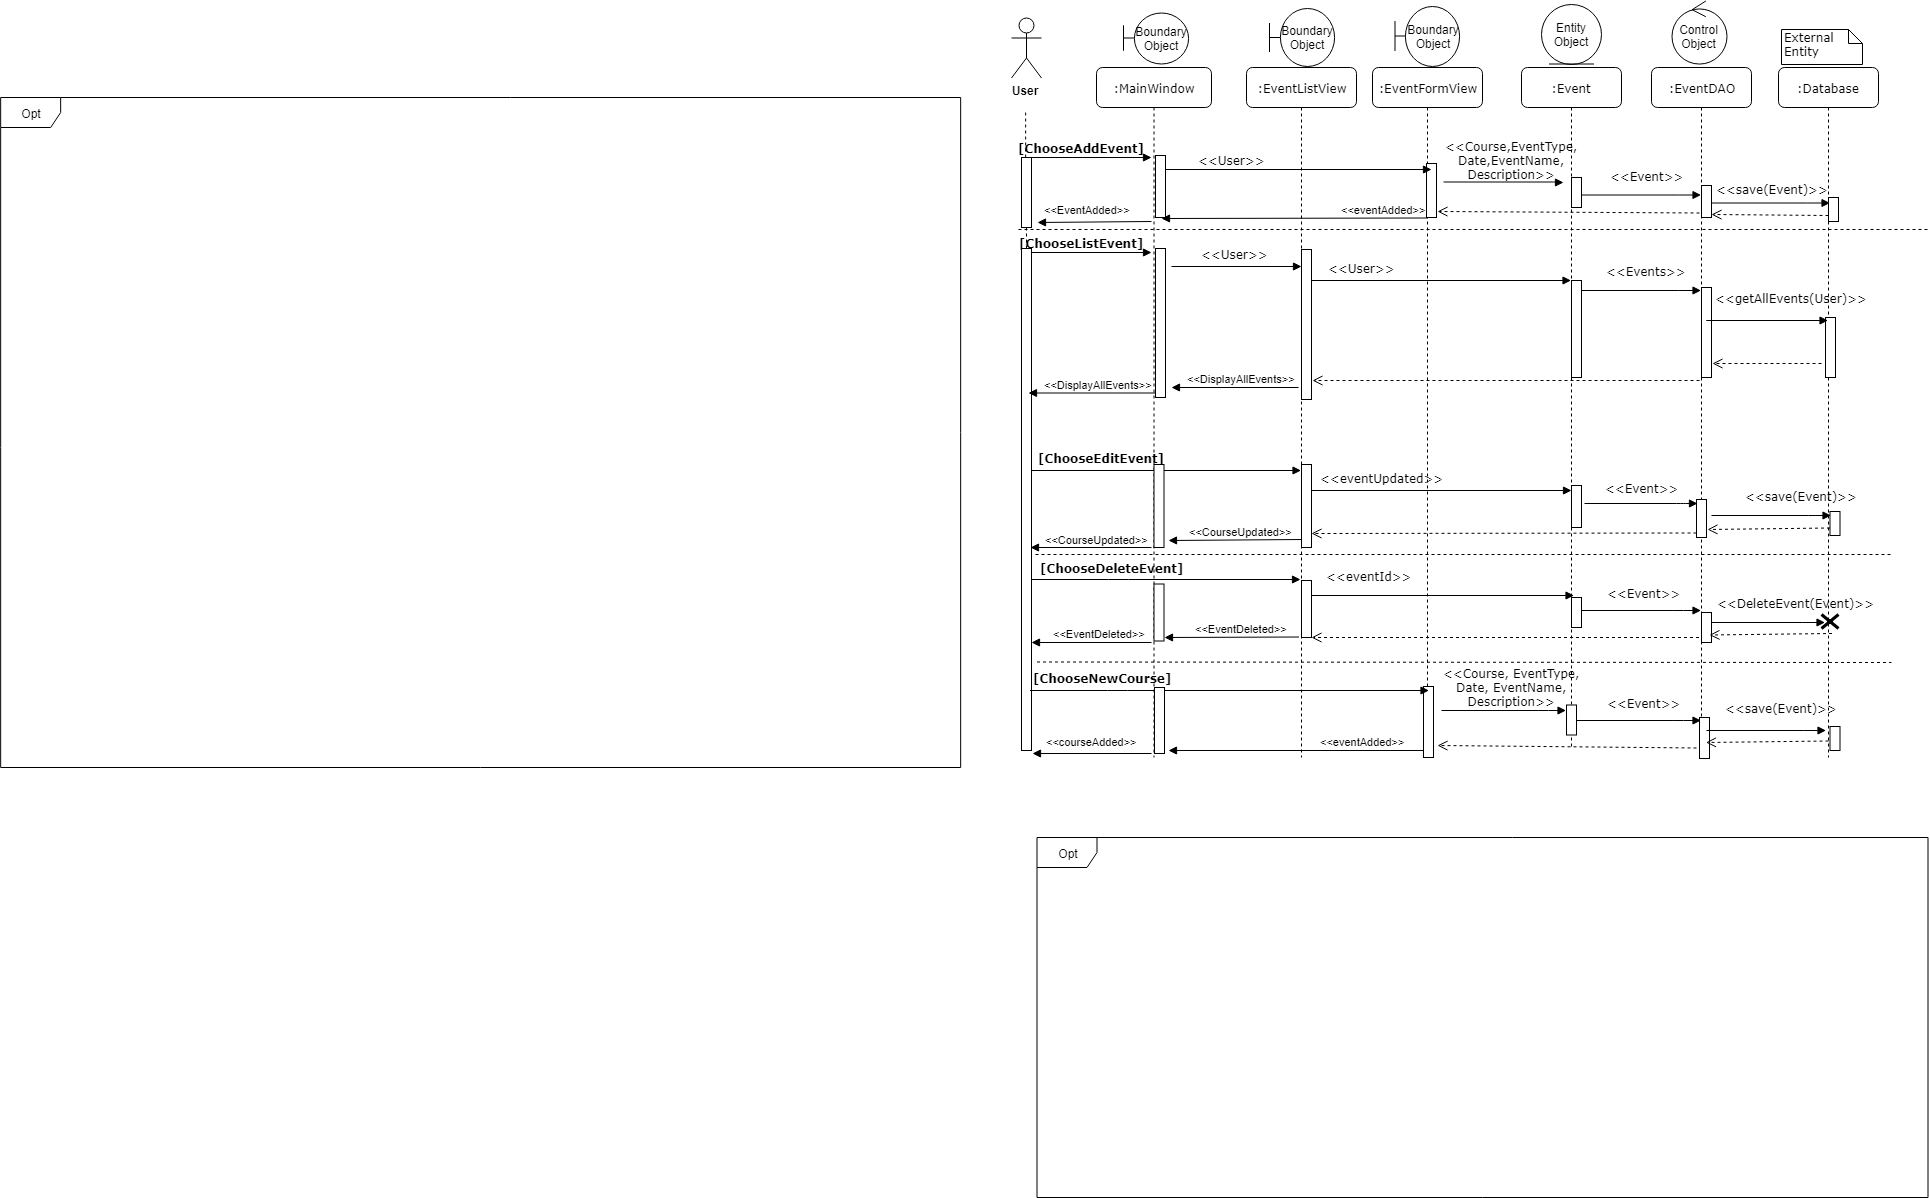 Boundary
Object
Boundary
Object
Boundary
Object
Entity
Object
Control
Object
External
Entity
User
:MainWindow
:EventListView
:EventFormView
:Event
:EventDAO
:Database
Opt
[ChooseAddEvent]
<<User>>
<<Course,EventType,
Date,EventName,
Description>>
<<Event>>
<<save(Event)>>
<<EventAdded>>
<<eventAdded>>
[ChooseListEvent]
<<User>>
<<User>>
<<Events>>
<<getAllEvents(User)>>
<<DisplayAllEvents>>
<<DisplayAllEvents>>
[ChooseEditEvent]
<<eventUpdated>>
<<Event>>
<<save(Event)>>
<<CourseUpdated>>
<<CourseUpdated>>
[ChooseDeleteEvent]
<<eventId>>
<<Event>>
<<DeleteEvent(Event)>>
<<EventDeleted>>
<<EventDeleted>>
[ChooseNewCourse]
<<Course, EventType,
Date, EventName,
Description>>
<<Event>>
<<save(Event)>>
<<courseAdded>>
<<eventAdded>>
Opt